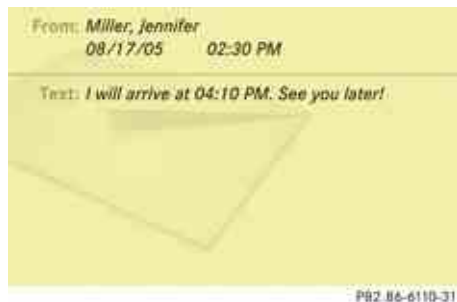 From: Miller, Jennifer
08/17/05 02:30 PM
Text: I will arrive at 04:10 PM. See you later!
P82.86-6110-31